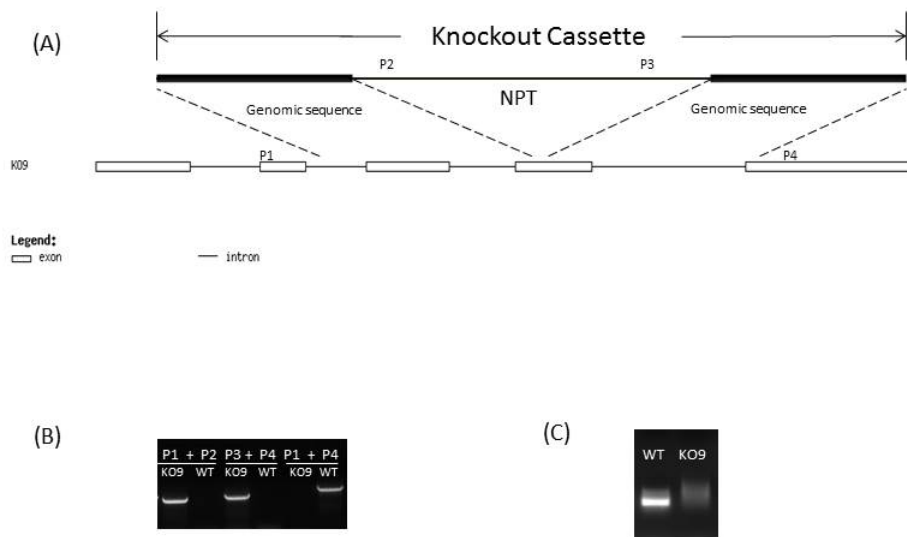 (A)
Knockout Cassette
P2 P3
NPT
Genomic sequence Genomic sequence
P1 P4
KO9
Legend:
exon intron
(B) (C)
P1 + P2 P3 + P4 P1 + P4
KO9 WT KO9 WT KO9 WT
WT KO9